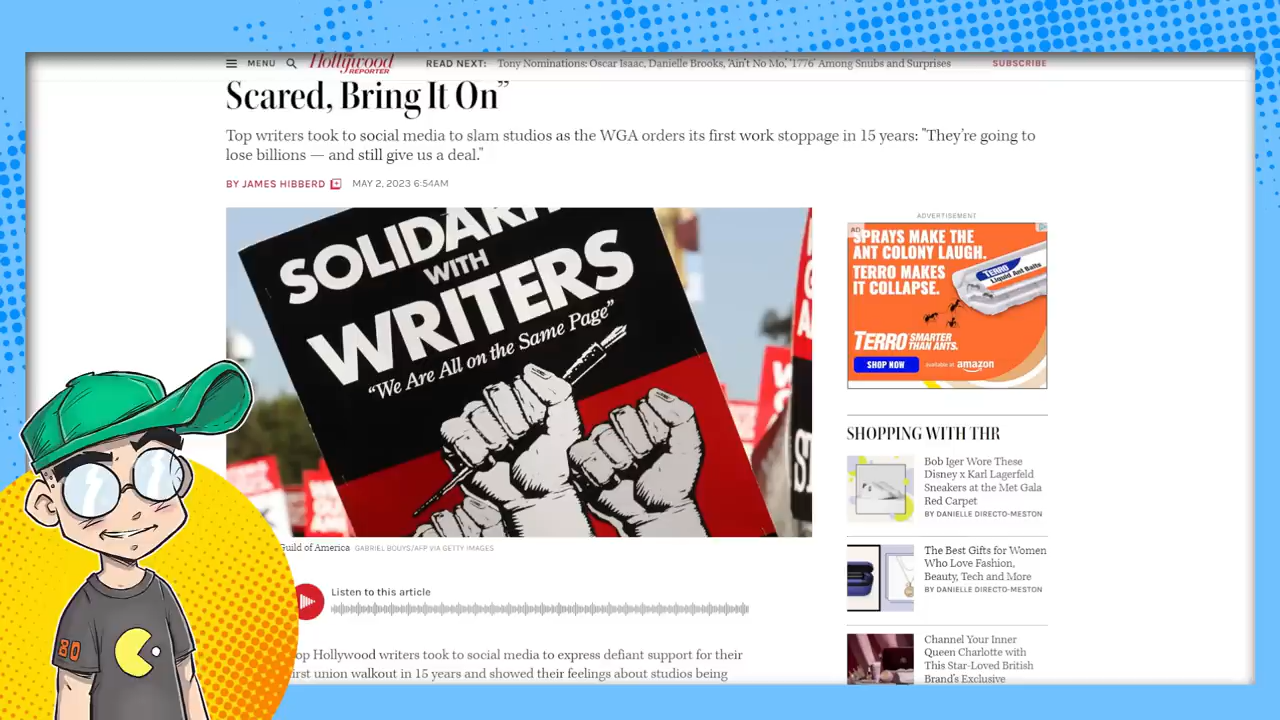 MENU
The Hollywood REPORTER
READ NEXT: Tony Nominations: Oscar Isaac, Danielle Brooks, 'Ain't No Mo,' '1776' Among Snubs and Surprises
SUBSCRIBE
Scared, Bring It On”
Top writers took to social media to slam studios as the WGA orders its first work stoppage in 15 years: "They're going to
lose billions — and still give us a deal."
BY JAMES HIBBERD
MAY 2, 2023 6:54AM
SOLIDARI
WITH
WRITERS
“We Are All on the Same Page”
Guild of America GABRIEL BOUYS/AFP VIA GETTY IMAGES
Listen to this article
op Hollywood writers took to social media to express defiant support for their
irst union walkout in 15 years and showed their feelings about studios being
ADVERTISEMENT
AD
SPRAYS MAKE THE
ANT COLONY LAUGH.
TERRO MAKES
IT COLLAPSE.
TERRO
Liquid Ant Baits
TERRO SMARTER
THAN ANTS.
SHOP NOW
available at amazon
SHOPPING WITH THR
Bob Iger Wore These
Disney x Karl Lagerfeld
Sneakers at the Met Gala
Red Carpet
BY DANIELLE DIRECTO-MESTON
The Best Gifts for Women
Who Love Fashion,
Beauty, Tech and More
BY DANIELLE DIRECTO-MESTON
Channel Your Inner
Queen Charlotte with
This Star-Loved British
Brand's Exclusive
80